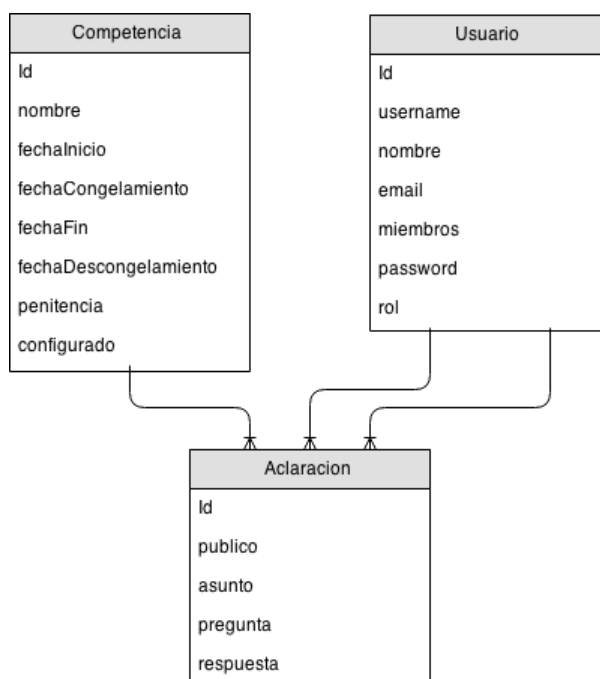 Competencia
Id
nombre
fechaInicio
fechaCongelamiento
fechaFin
fechaDescongelamiento
penitencia
configurado
Usuario
Id
username
nombre
email
miembros
password
rol
Aclaracion
Id
publico
asunto
pregunta
respuesta